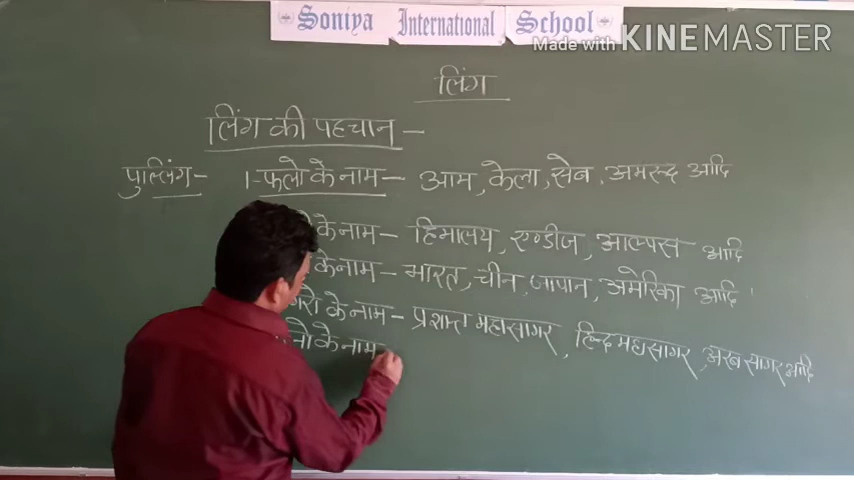 Soniya International School
Made with KINEMASTER
लिंग
लिंग की पहचान –
पुल्लिंग – 1- फलो के नाम – आम, केला, सेब, अमरुद आदि
के नाम – हिमालय, एण्डीज, आल्पस आदि
के नाम – भारत, चीन, जापान, अमेरिका आदि
के नाम – प्रशान्त महासागर, हिन्द महासागर, अरब सागर आदि
के नाम